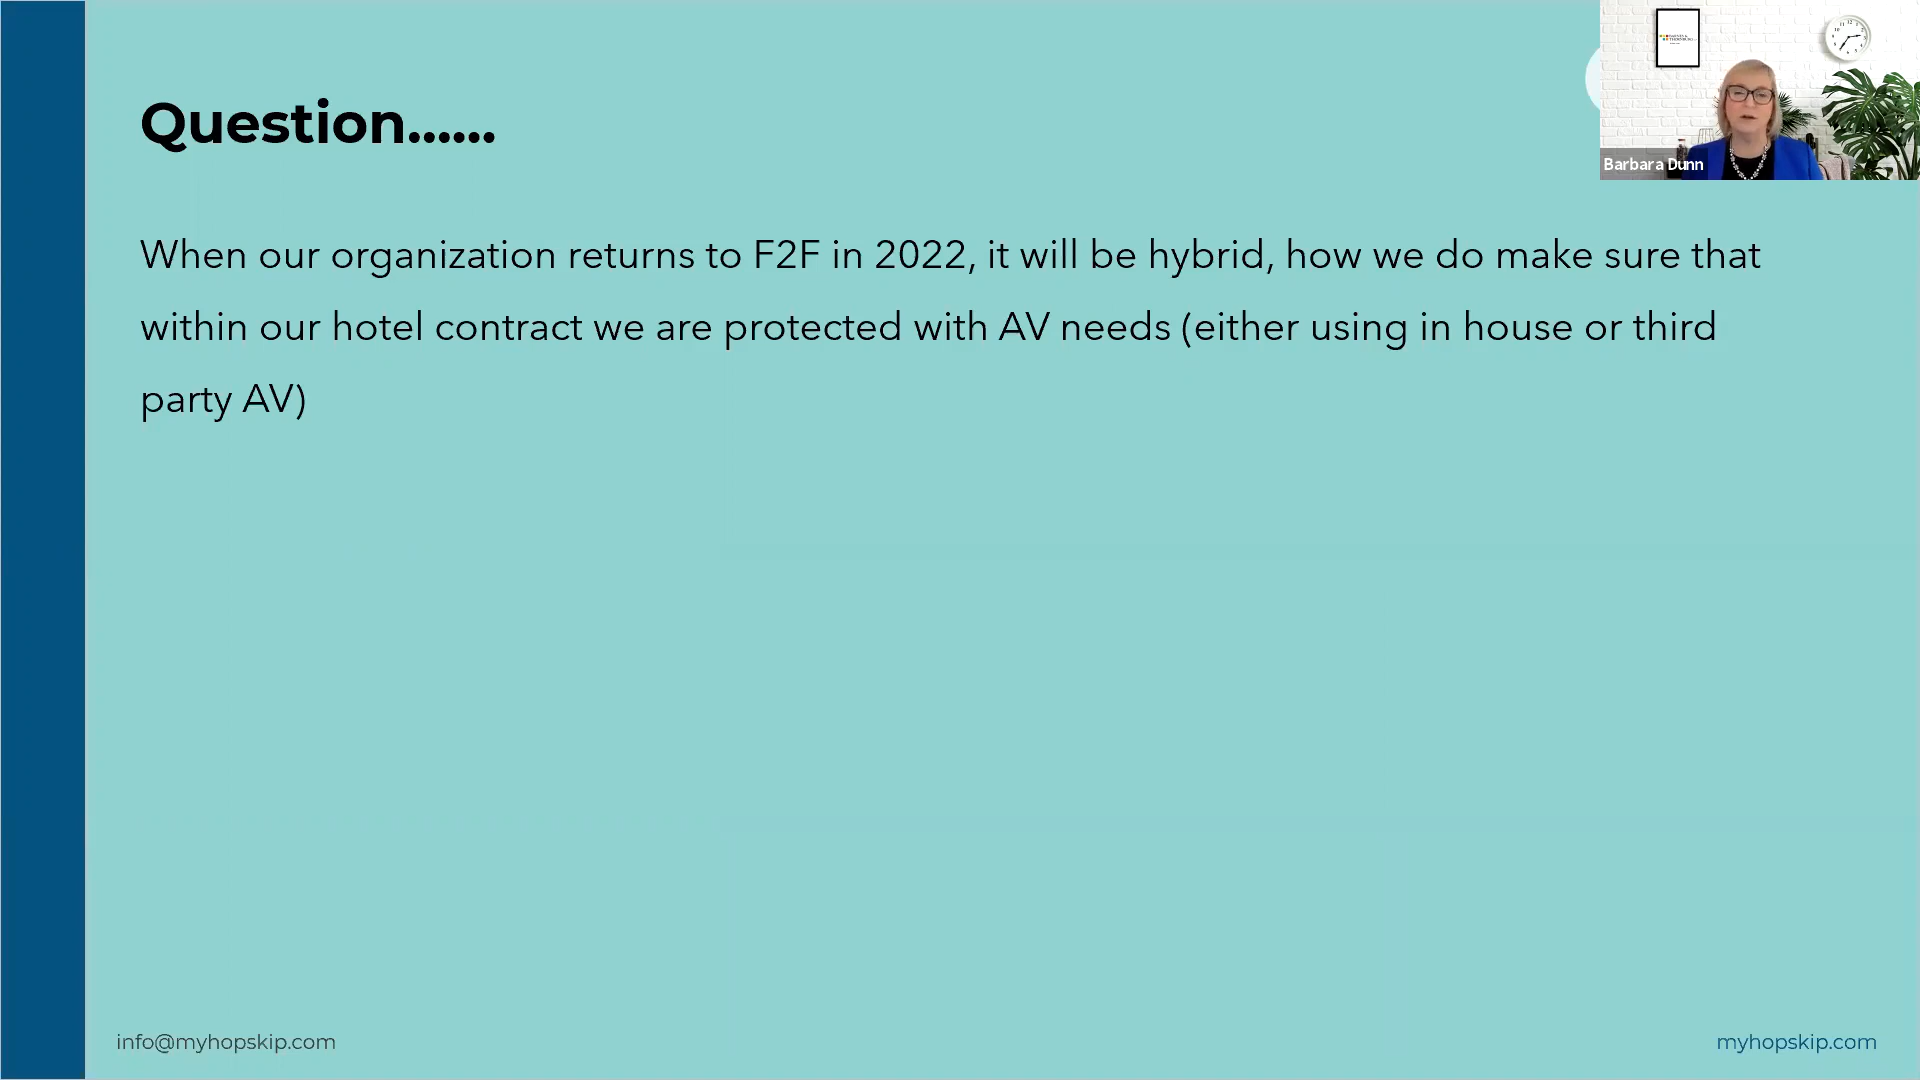 Question......
When our organization returns to F2F in 2022, it will be hybrid, how we do make sure that
within our hotel contract we are protected with AV needs (either using in house or third
party AV)
Barbara Dunn
info@myhopskip.com
myhopskip.com